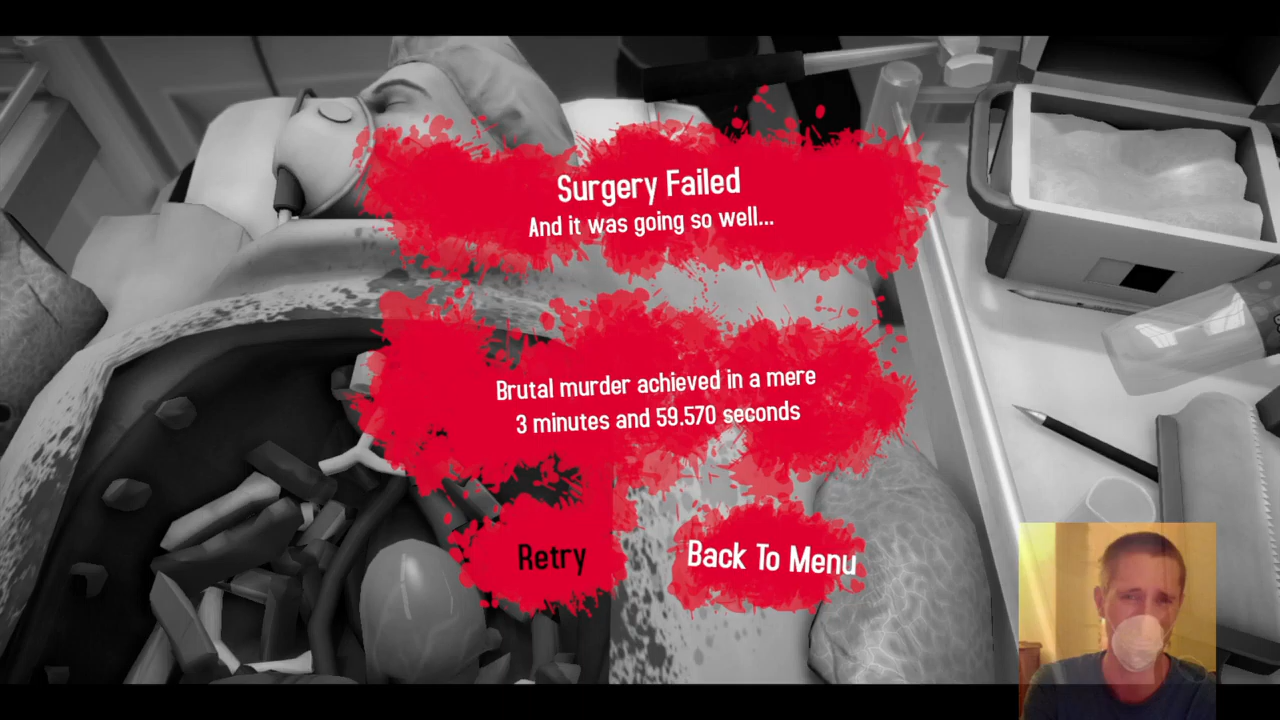 Surgery Failed
And it was going so well...
Brutal murder achieved in a mere
3 minutes and 59.570 seconds
Retry
Back To Menu